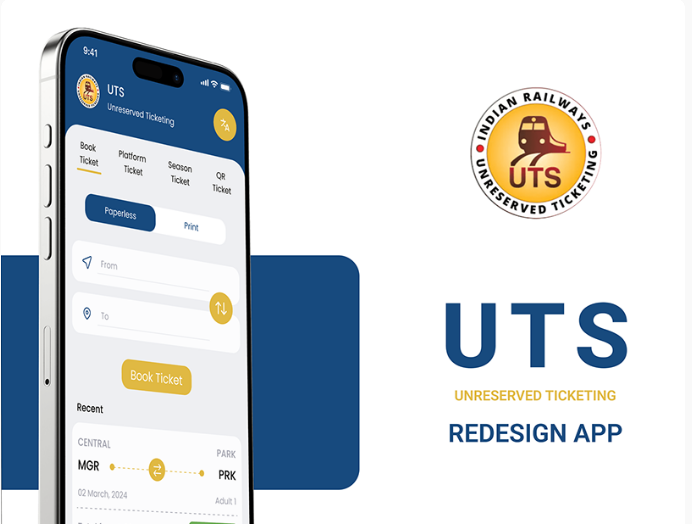 9:41
UTS
Unreserved Ticketing
Book Ticket
Platform Ticket
Season Ticket
QR Ticket
Paperless
Print
From
To
Book Ticket
Recent
CENTRAL
PARK
MGR
PRK
02 March, 2024
Adult 1
INDIAN RAILWAYS
UTS
UNRESERVED TICKETING
UTS
UNRESERVED TICKETING
REDESIGN APP